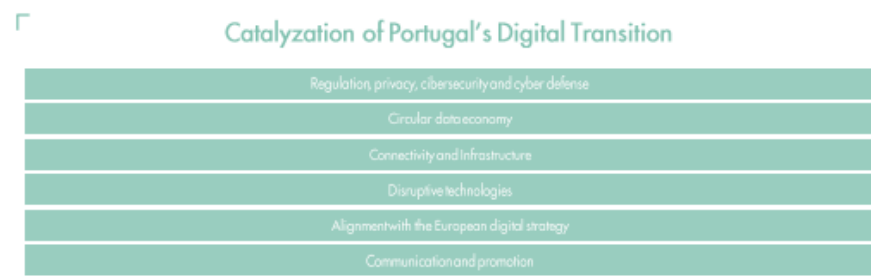 Catalyzation of Portugal's Digital Transition
Regulation, privacy, cibersecurity and cyber defense
Circular data economy
Connectivity and Infrastructure
Disruptive technologies
Alignment with the European digital strategy
Communication and promotion